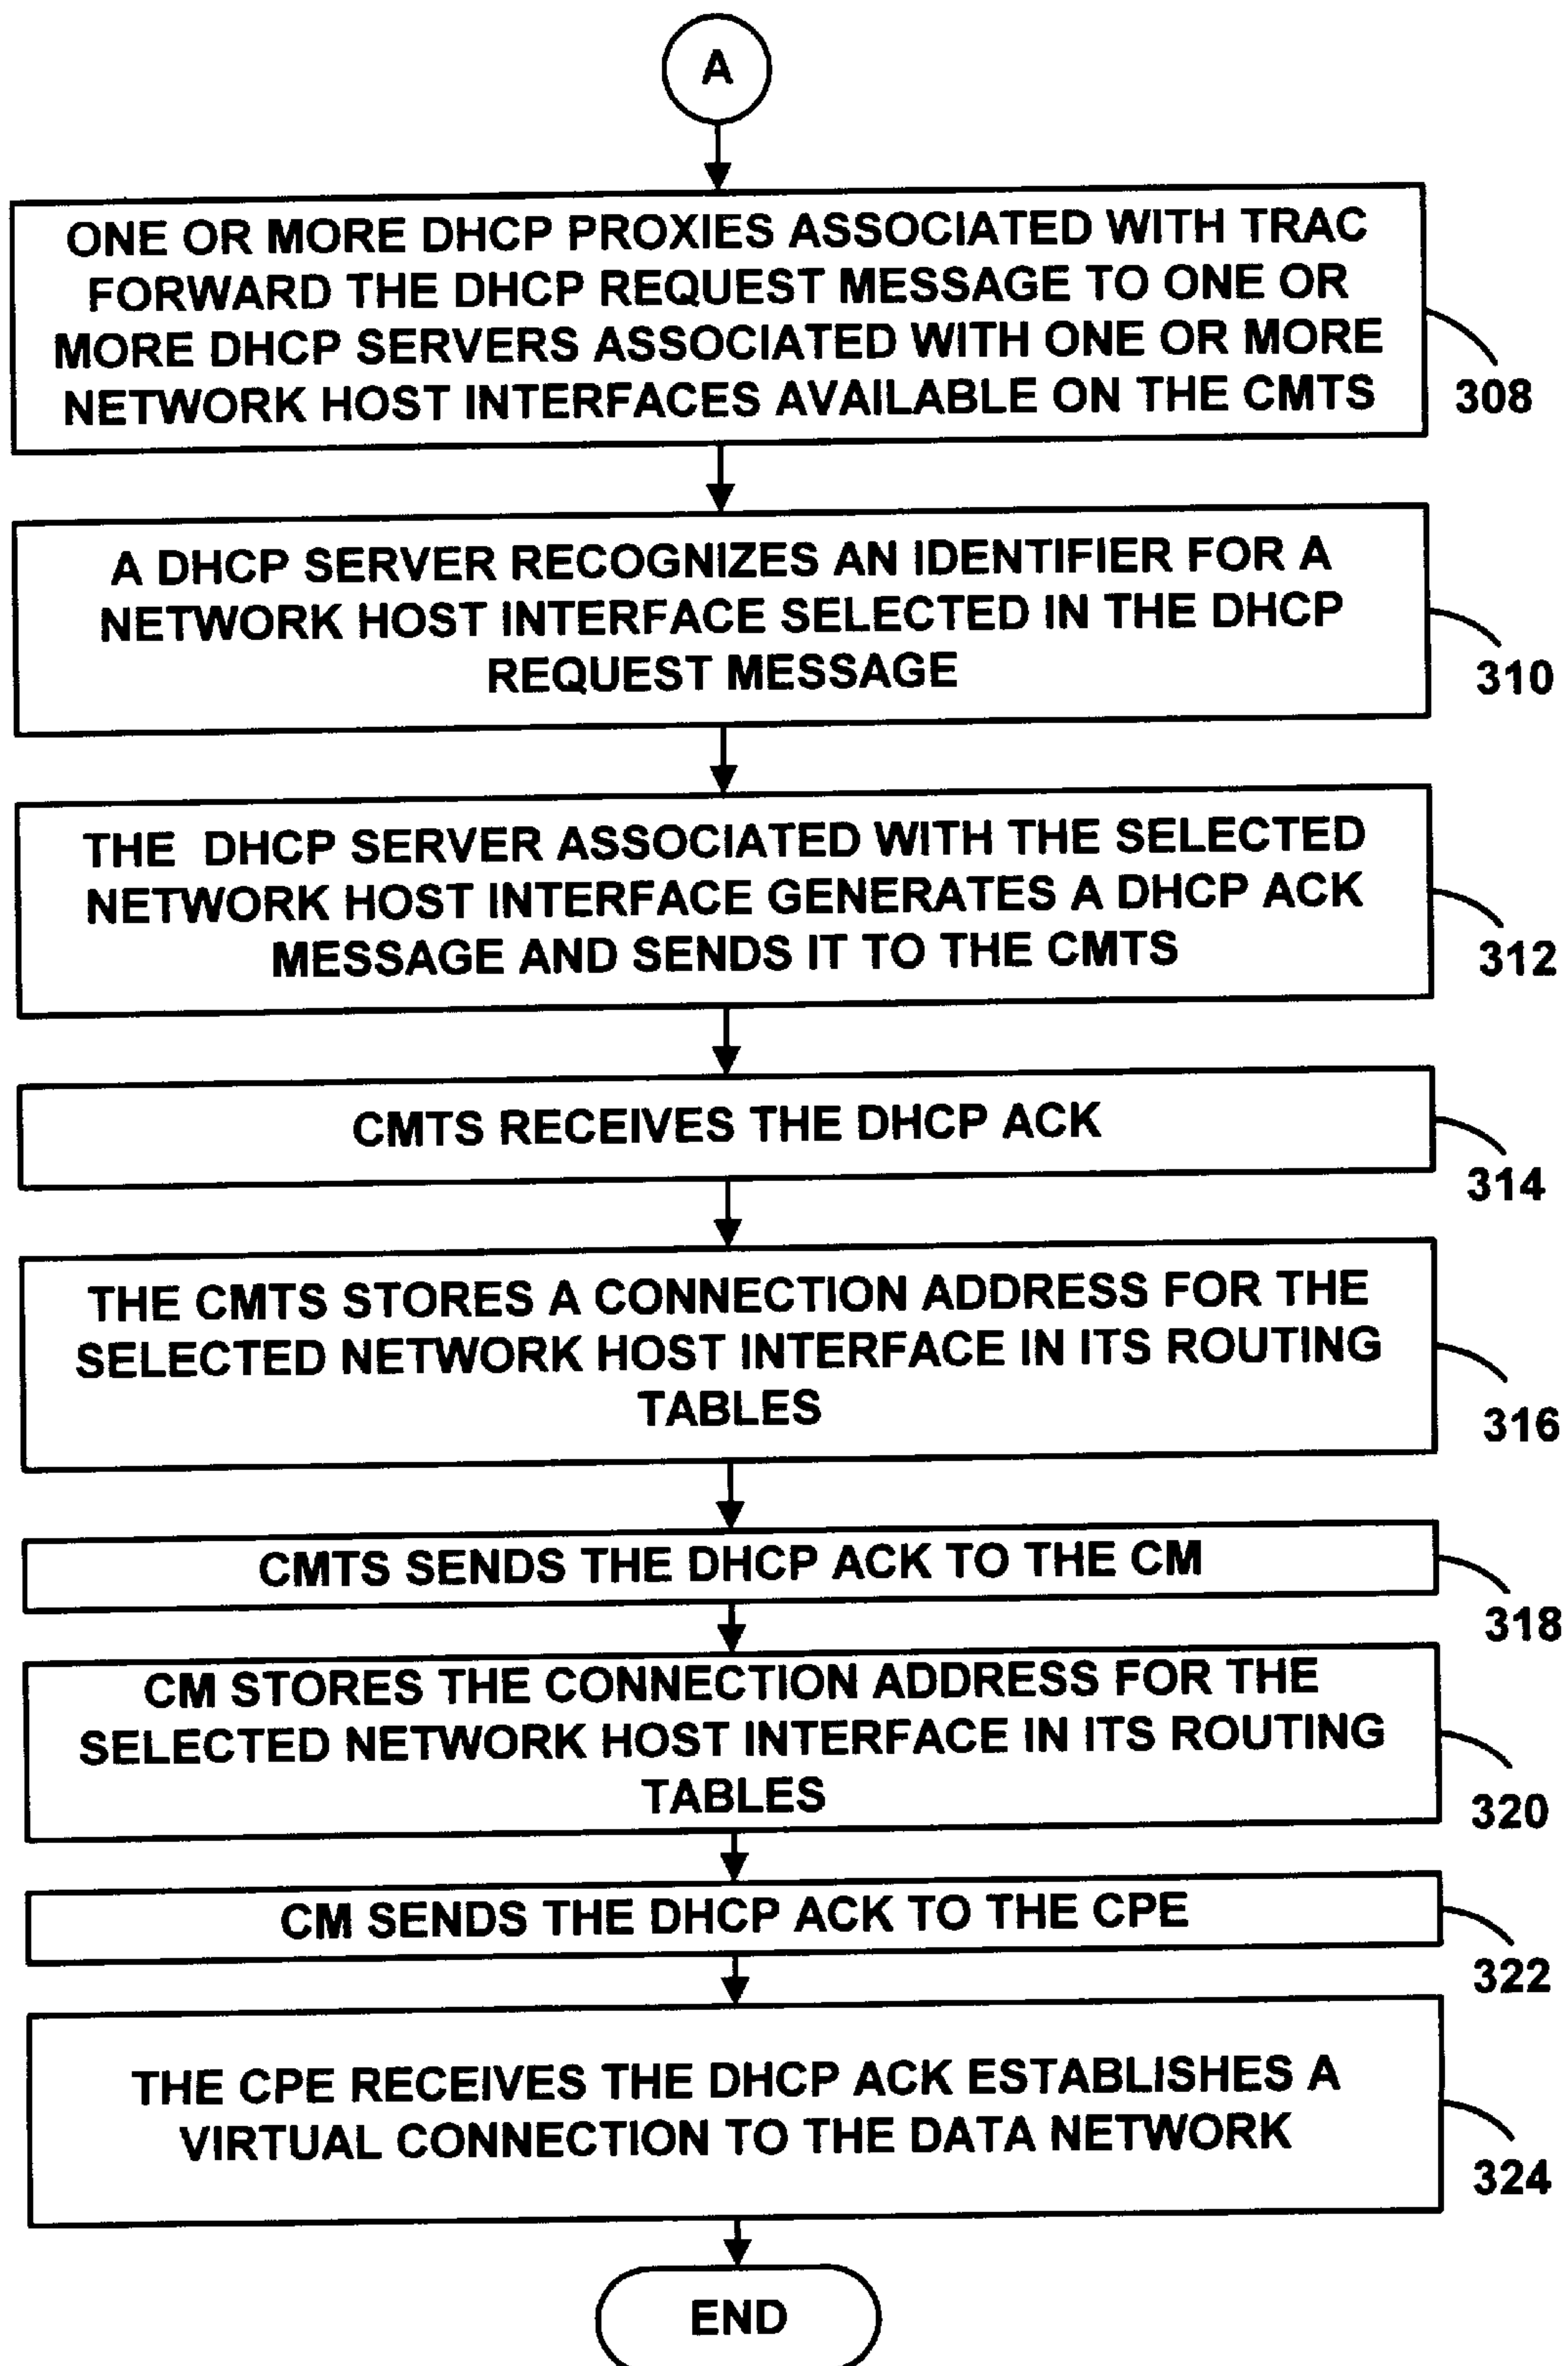 A
ONE OR MORE DHCP PROXIES ASSOCIATED WITH TRAC
FORWARD THE DHCP REQUEST MESSAGE TO ONE OR
MORE DHCP SERVERS ASSOCIATED WITH ONE OR MORE
NETWORK HOST INTERFACES AVAILABLE ON THE CMTS
308
A DHCP SERVER RECOGNIZES AN IDENTIFIER FOR A
NETWORK HOST INTERFACE SELECTED IN THE DHCP
REQUEST MESSAGE
310
THE DHCP SERVER ASSOCIATED WITH THE SELECTED
NETWORK HOST INTERFACE GENERATES A DHCP ACK
MESSAGE AND SENDS IT TO THE CMTS
312
CMTS RECEIVES THE DHCP ACK
314
THE CMTS STORES A CONNECTION ADDRESS FOR THE
SELECTED NETWORK HOST INTERFACE IN ITS ROUTING
TABLES
316
CMTS SENDS THE DHCP ACK TO THE CM
318
CM STORES THE CONNECTION ADDRESS FOR THE
SELECTED NETWORK HOST INTERFACE IN ITS ROUTING
TABLES
320
CM SENDS THE DHCP ACK TO THE CPE
322
THE CPE RECEIVES THE DHCP ACK ESTABLISHES A
VIRTUAL CONNECTION TO THE DATA NETWORK
324
END